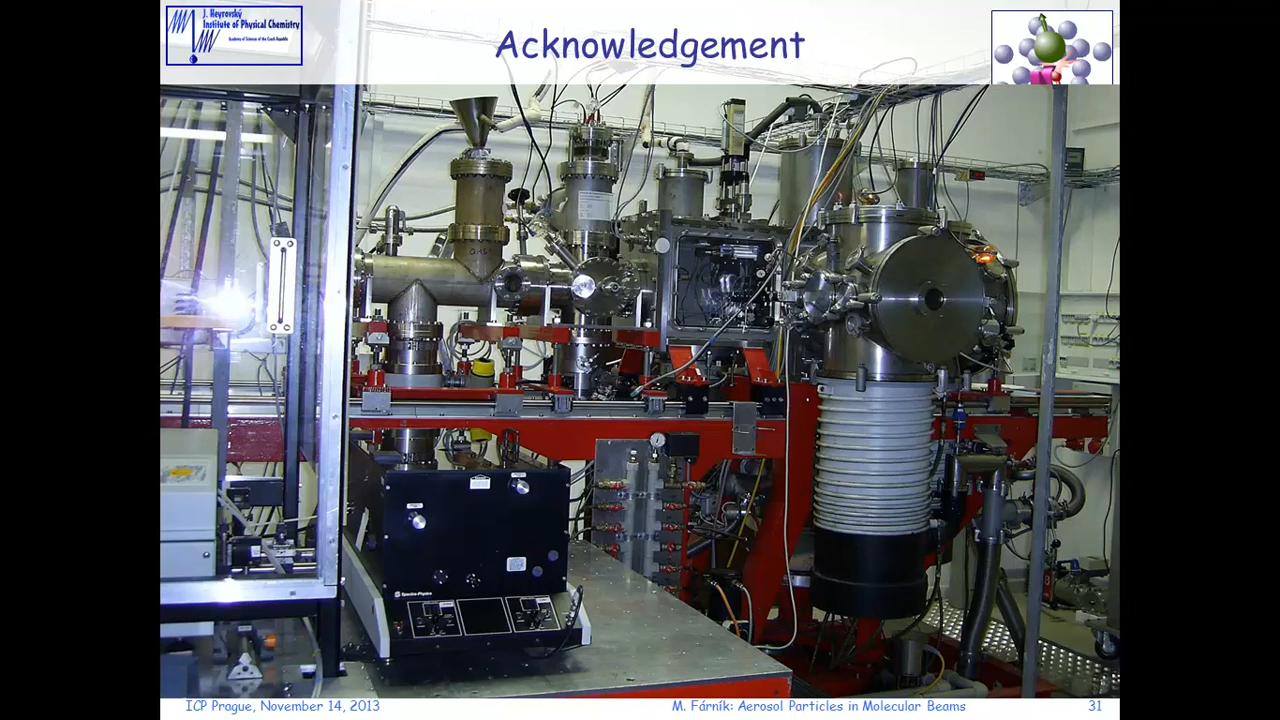 J. Heyrovský
Institute of Physical Chemistry
Academy of Sciences of the Czech Republic
Acknowledgement
Spectra-Physics
ICP Prague, November 14, 2013
M. Fárník: Aerosol Particles in Molecular Beams
31